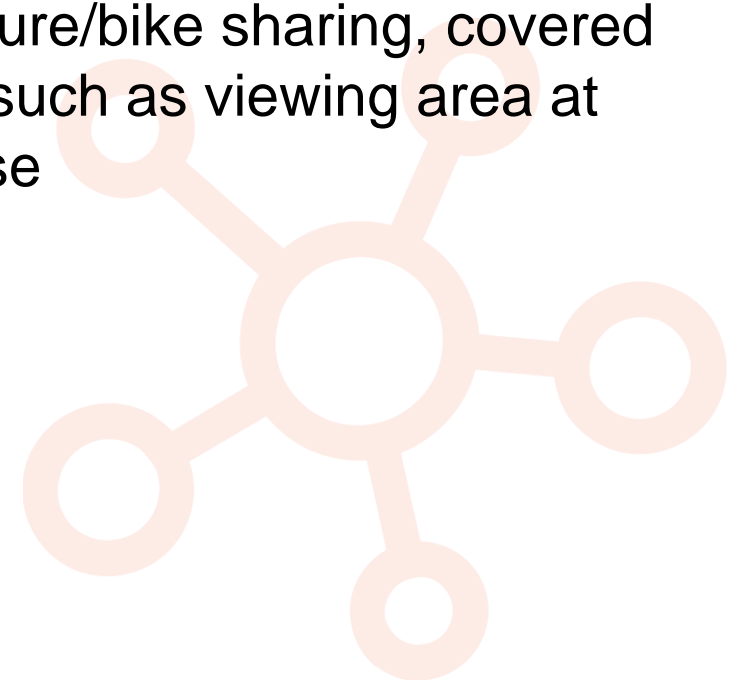 ure/bike sharing, covered
such as viewing area at
se